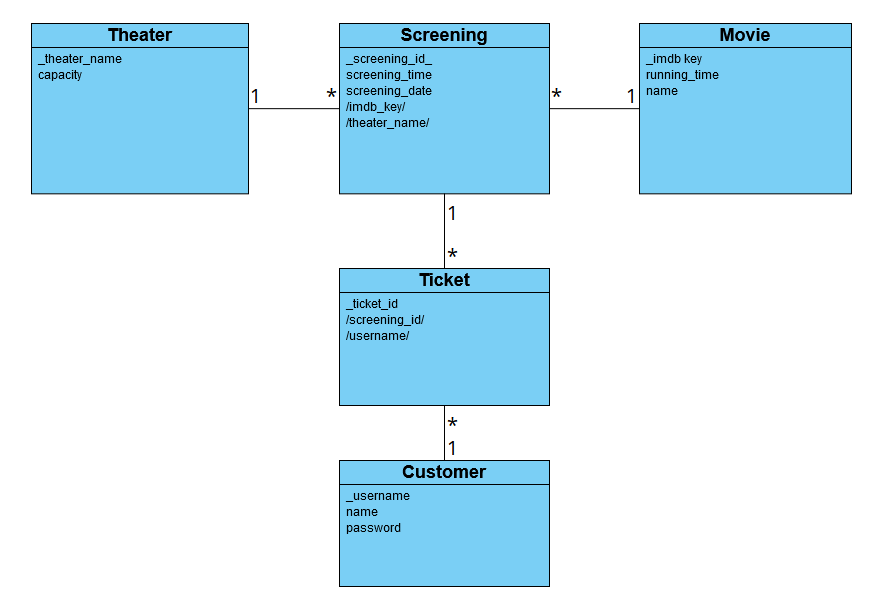 Theater
_theater_name
capacity
1
*
Screening
_screening_id_
screening_time
screening_date
/imdb_key/
/theater_name/
*
1
Movie
_imdb key
running_time
name
1
*
Ticket
_ticket_id
/screening_id/
/username/
*
1
Customer
_username
name
password